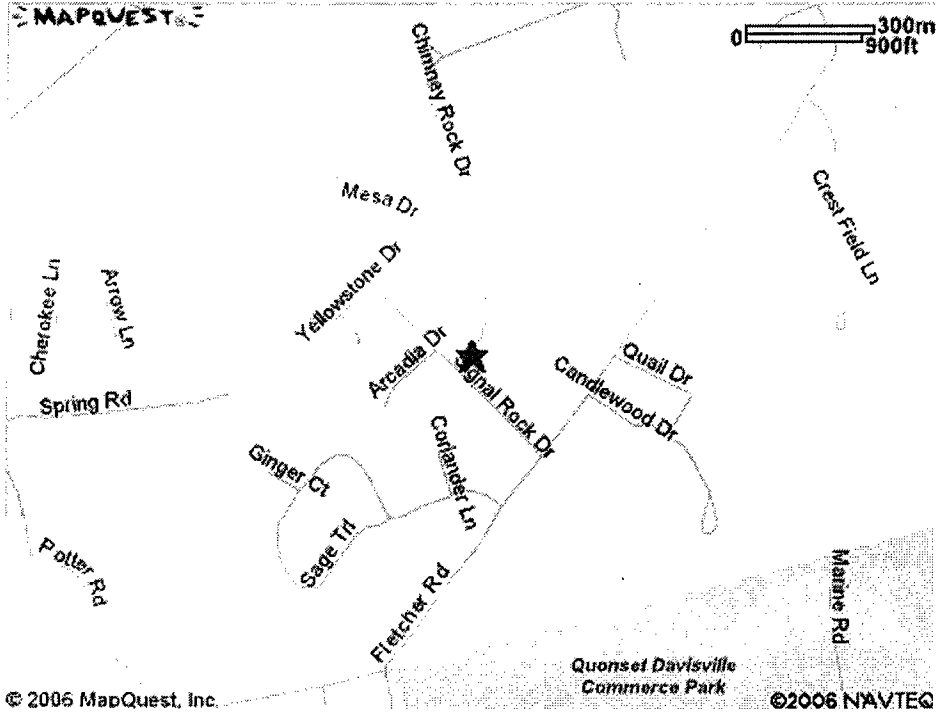 MAPQUEST
300m
0
900ft
Chimney Rock Dr
Mesa Dr
Crest Field Ln
Yellowstone Dr
Cherokee Ln
Arrow Ln
Arcadia Dr
Signal Rock Dr
Quail Dr
Candlewood Dr
Spring Rd
Coriander Ln
Ginger Ct
Sage Trl
Potter Rd
Fletcher Rd
Marine Rd
Quonset Davisville
Commerce Park
© 2006 MapQuest, Inc.
©2006 NAVTEQ